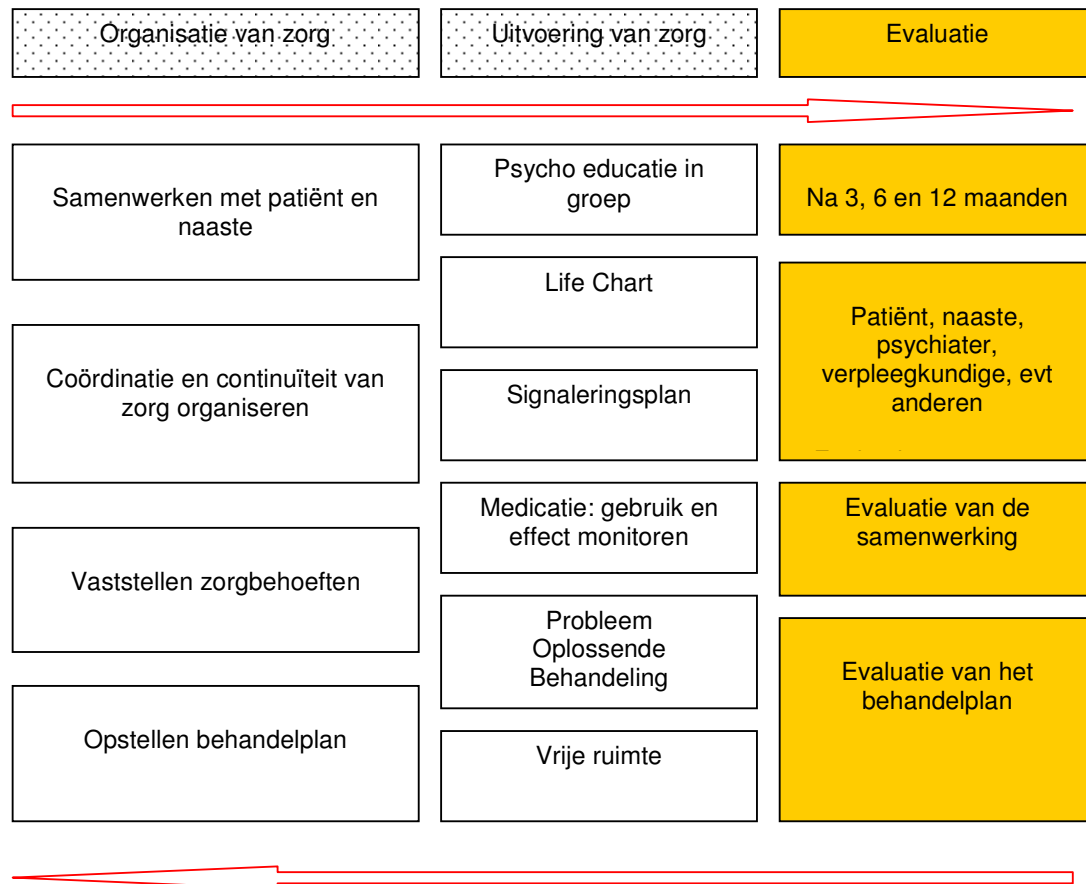 Organisatie van zorg
Uitvoering van zorg
Evaluatie
Samenwerken met patiënt en
naaste
Coördinatie en continuïteit van
zorg organiseren
Vaststellen zorgbehoeften
Opstellen behandelplan
Psycho educatie in
groep
Life Chart
Signaleringsplan
Medicatie: gebruik en
effect monitoren
Probleem
Oplossende
Behandeling
Vrije ruimte
Na 3, 6 en 12 maanden
Patiënt, naaste,
psychiater,
verpleegkundige, evt
anderen
Evaluatie van de
samenwerking
Evaluatie van het
behandelplan